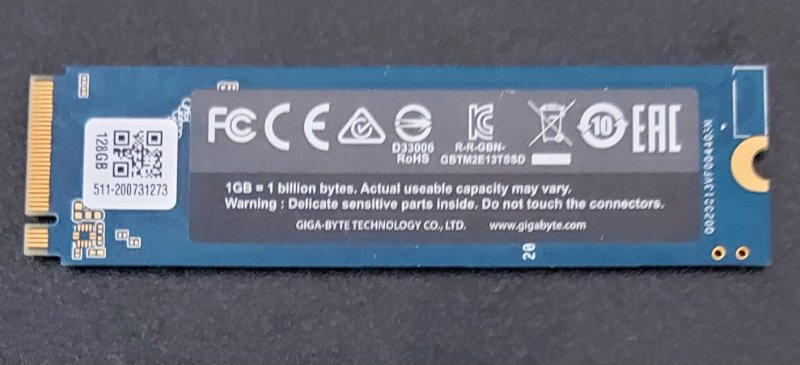 128GB
511-200731273
FC CE
D33006
RoHS
R-R-GBN-
GBTM2E13TSSD
10
EAC
1GB = 1 billion bytes. Actual useable capacity may vary.
Warning : Delicate sensitive parts inside. Do not touch the connectors.
GIGA-BYTE TECHNOLOGY CO., LTD. www.gigabyte.com
20